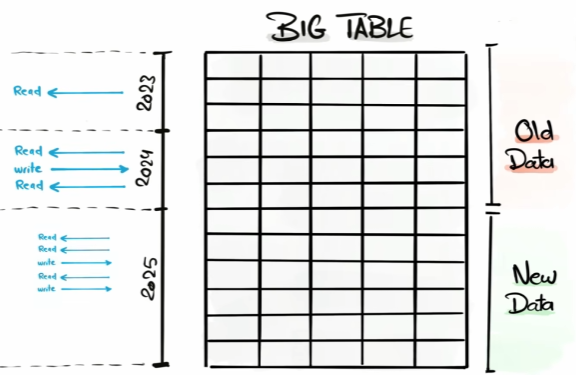 BIG TABLE
Read
2023
Read
write
Read
2024
Read
Read
write
Read
write
2025
Old
Data
New
Data